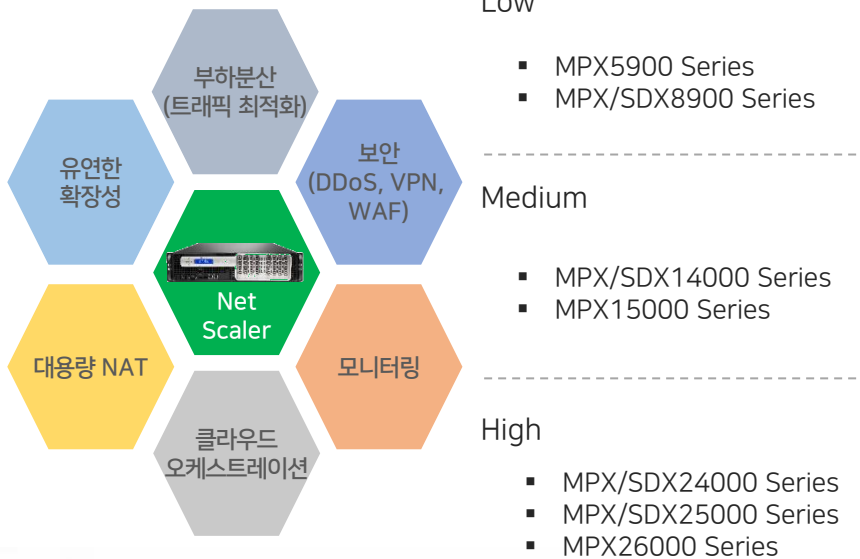 부하분산
(트래픽 최적화)
유연한
확장성
보안
(DDoS, VPN,
WAF)
Net
Scaler
대용량 NAT
모니터링
클라우드
오케스트레이션
Low
▪ MPX5900 Series
▪ MPX/SDX8900 Series
Medium
▪ MPX/SDX14000 Series
▪ MPX15000 Series
High
▪ MPX/SDX24000 Series
▪ MPX/SDX25000 Series
▪ MPX26000 Series